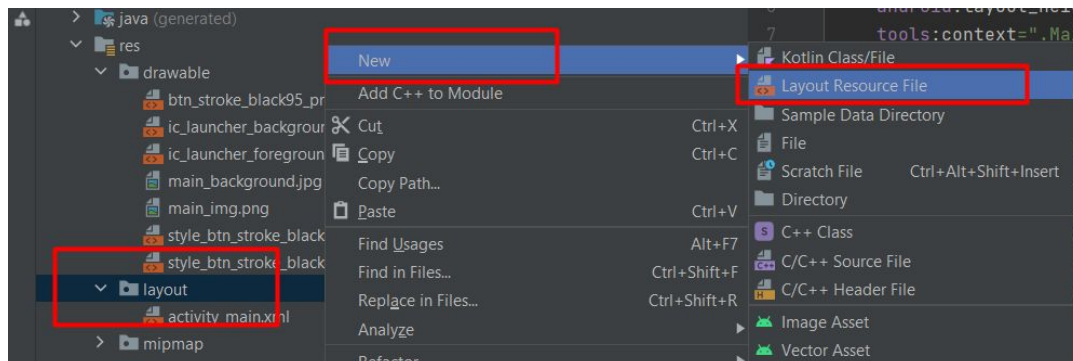 java (generated)
res
drawable
btn_stroke_black95_pr
ic_launcher_backgroun
ic_launcher_foregroun
main_background.jpg
main_img.png
style_btn_stroke_black
style_btn_stroke_black
layout
activity_main.xml
mipmap
New
Add C++ to Module
Cut Ctrl+X
Copy Ctrl+C
Copy Path...
Paste Ctrl+V
Find Usages Alt+F7
Find in Files... Ctrl+Shift+F
Replace in Files... Ctrl+Shift+R
Analyze
Refactor
7 tools:context=".Ma
Kotlin Class/File
Layout Resource File
Sample Data Directory
File
Scratch File Ctrl+Alt+Shift+Insert
Directory
C++ Class
C/C++ Source File
C/C++ Header File
Image Asset
Vector Asset